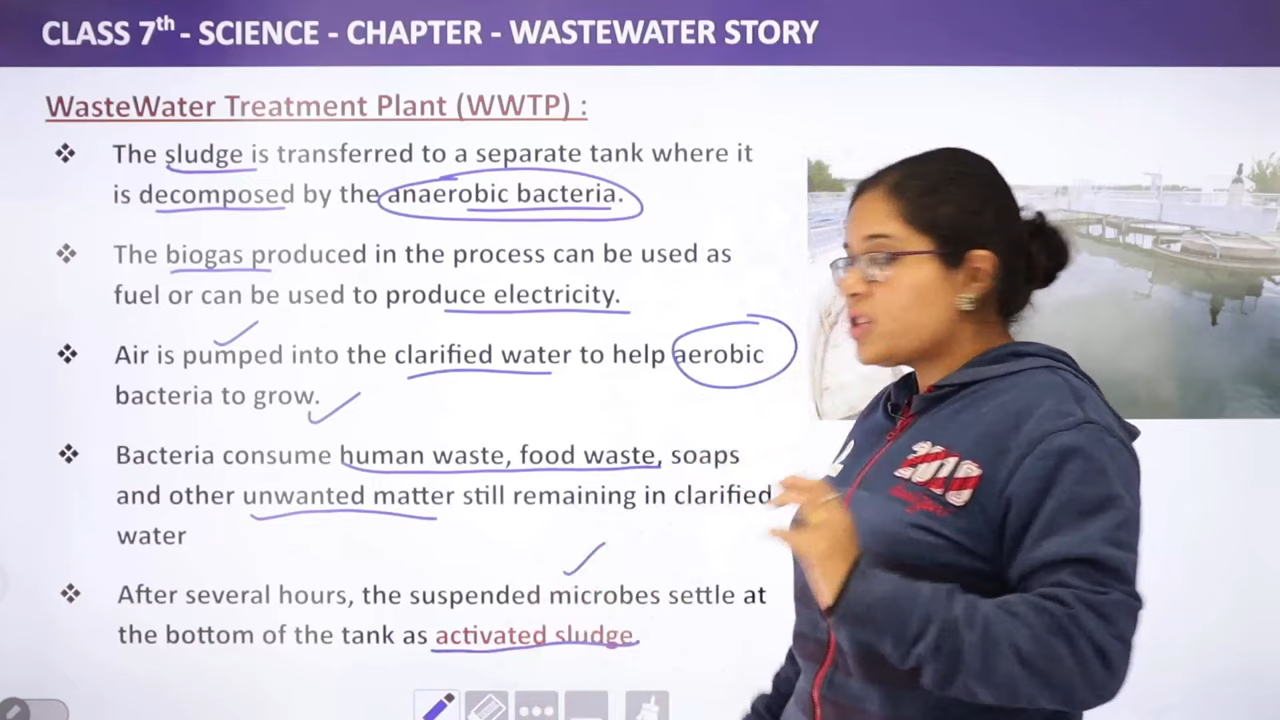 CLASS 7th - SCIENCE - CHAPTER - WASTEWATER STORY
WasteWater Treatment Plant (WWTP) :
❖ The sludge is transferred to a separate tank where it
is decomposed by the anaerobic bacteria.
❖ The biogas produced in the process can be used as
fuel or can be used to produce electricity.
❖ Air is pumped into the clarified water to help aerobic
bacteria to grow.
❖ Bacteria consume human waste, food waste, soaps
and other unwanted matter still remaining in clarified
water
❖ After several hours, the suspended microbes settle at
the bottom of the tank as activated sludge.
2010